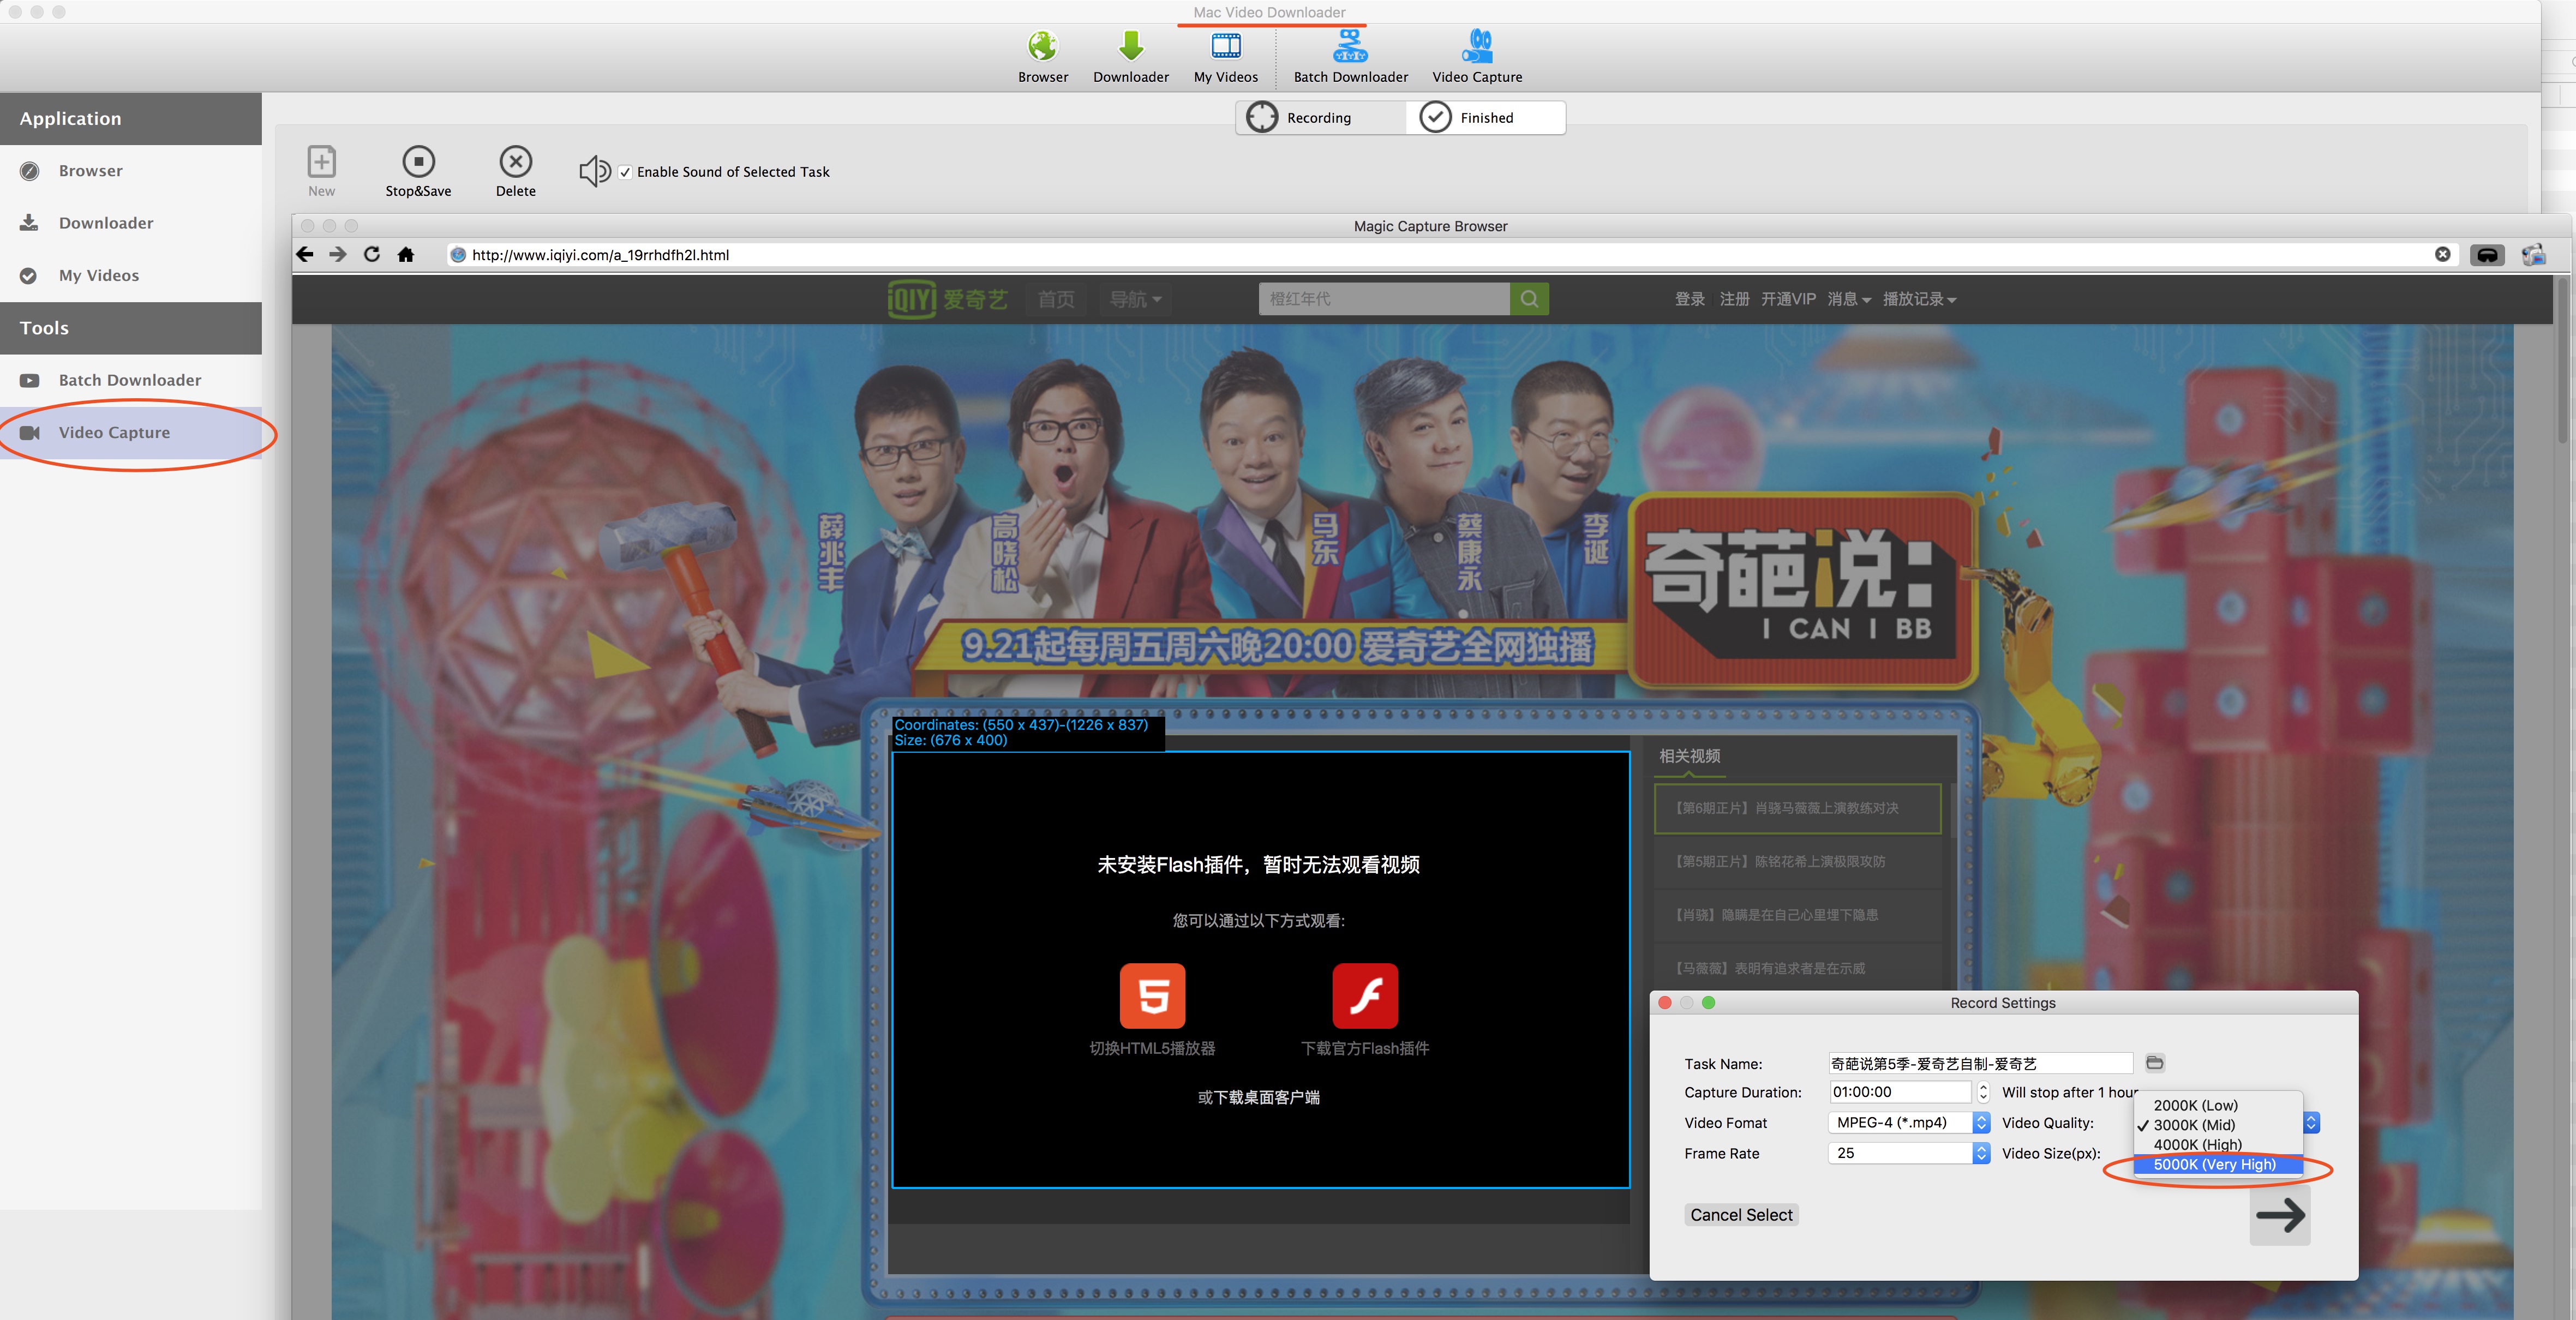 Mac Video Downloader
Browser
Downloader
My Videos
Batch Downloader
Video Capture
Application
Browser
Downloader
My Videos
Tools
Batch Downloader
Video Capture
Recording
Finished
New
Stop&Save
Delete
Enable Sound of Selected Task
Magic Capture Browser
http://www.iqiyi.com/a_19rrhdfh2l.html
iQIYI 爱奇艺
首页
导航
橙红年代
登录
注册
开通VIP
消息
播放记录
薛兆丰
高晓松
马东
蔡康永
李诞
奇葩说:
I CAN I BB
9.21起每周五周六晚20:00 爱奇艺全网独播
Coordinates: (550 x 437)-(1226 x 837)
Size: (676 x 400)
未安装Flash插件，暂时无法观看视频
您可以通过以下方式观看:
切换HTML5播放器
下载官方Flash插件
或下载桌面客户端
相关视频
【第6期正片】肖骁马薇薇上演教练对决
【第5期正片】陈铭花希上演极限攻防
【肖骁】隐瞒是在自己心里埋下隐患
【马薇薇】表明有追求者是在示威
Record Settings
Task Name:
奇葩说第5季-爱奇艺自制-爱奇艺
Capture Duration:
01:00:00
Will stop after 1 hour
Video Fomat
MPEG-4 (*.mp4)
Video Quality:
Frame Rate
25
Video Size(px):
2000K (Low)
3000K (Mid)
4000K (High)
5000K (Very High)
Cancel Select